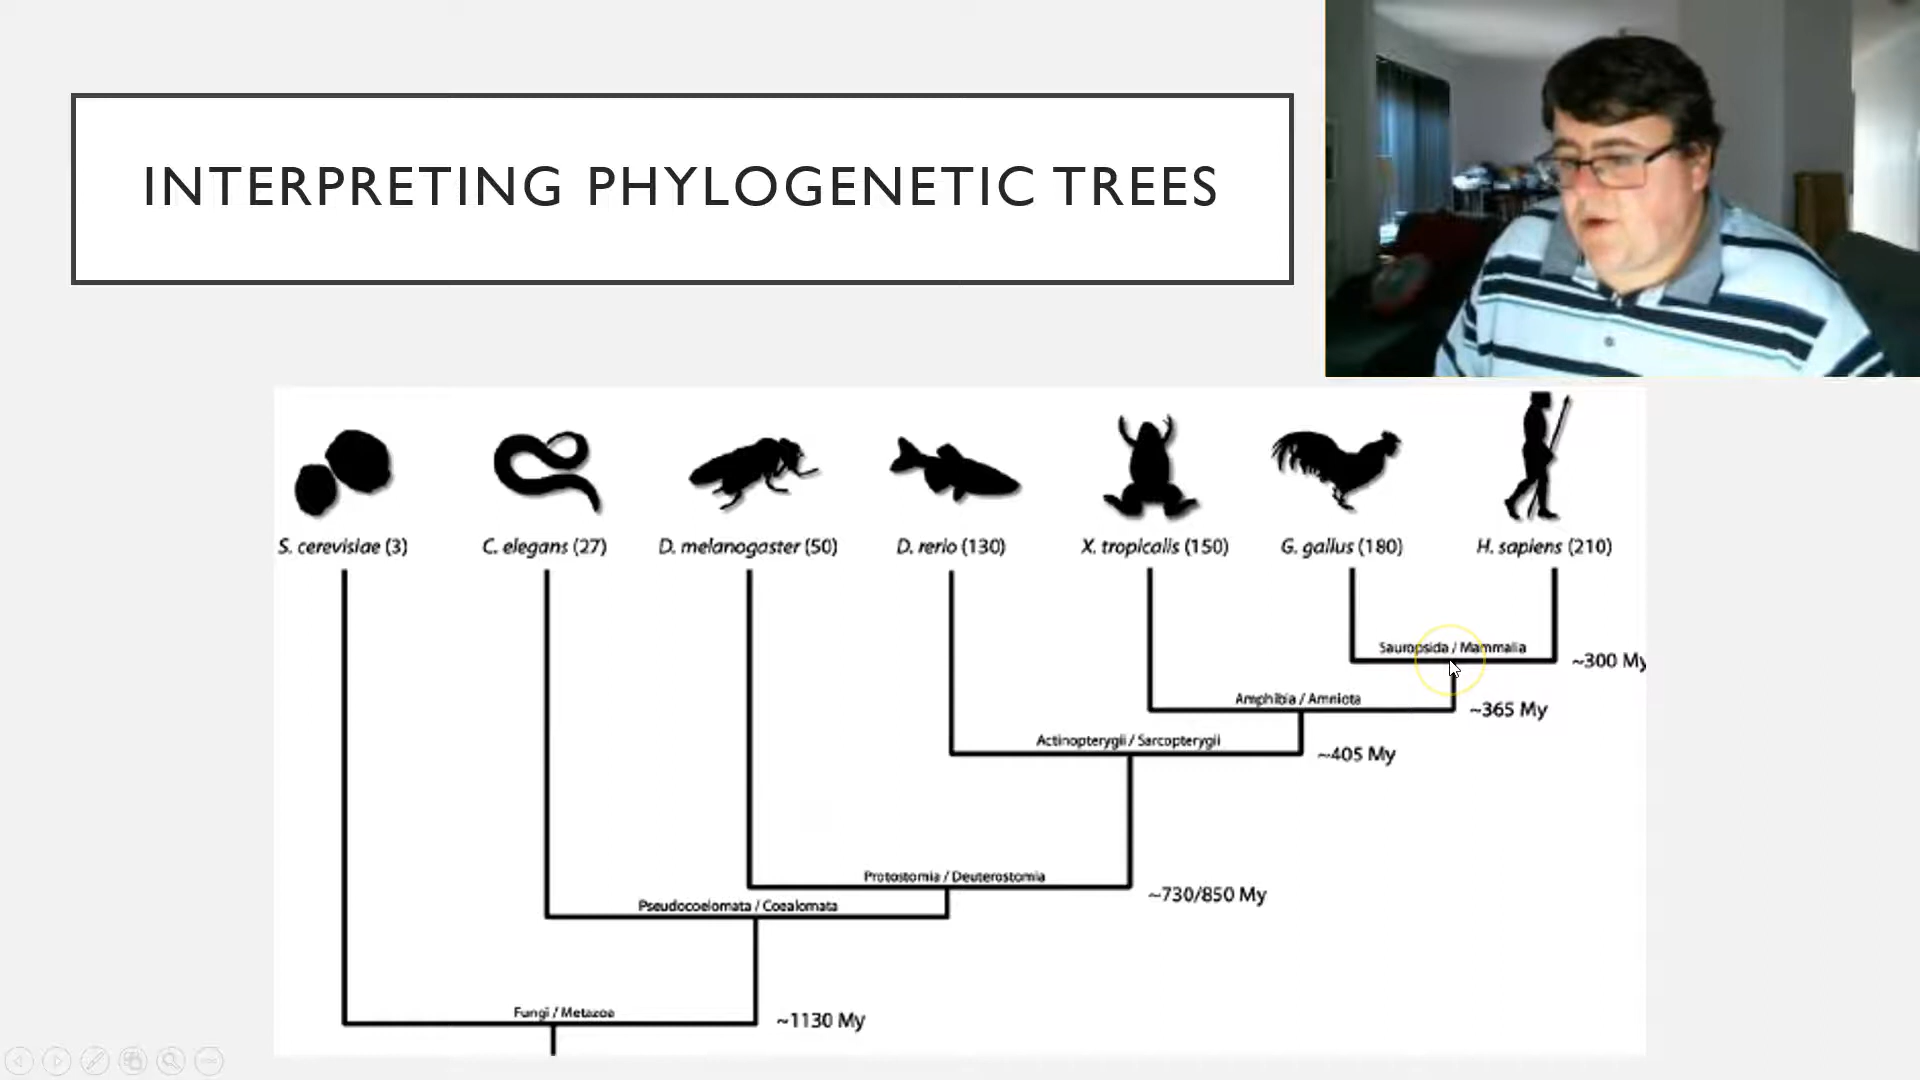 INTERPRETING PHYLOGENETIC TREES
S. cerevisiae (3) C. elegans (27) D. melanogaster (50) D. rerio (130) X. tropicalis (150) G. gallus (180) H. sapiens (210)
Sauropsida / Mammalia
~300 My
Amphibia / Amniota
~365 My
Actinopterygii / Sarcopterygii
~405 My
Protostomia / Deuterostomia
~730/850 My
Pseudocoelomata / Coealomata
Fungi / Metazoa
~1130 My